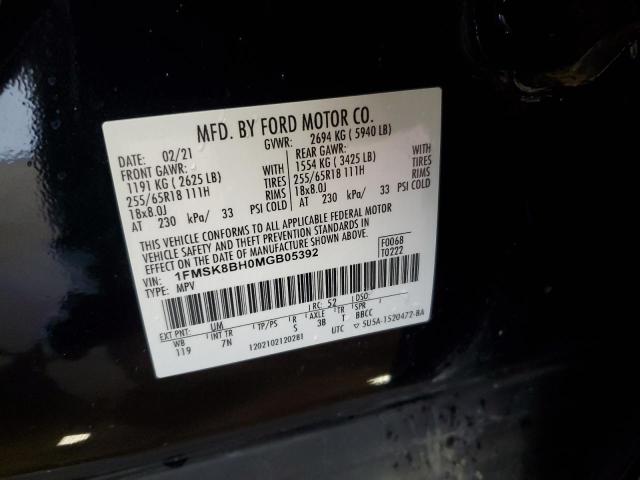 MFD. BY FORD MOTOR CO.
DATE: 02/21 GVWR: 2694 KG ( 5940 LB)
FRONT GAWR: REAR GAWR:
1191 KG ( 2625 LB) WITH 1554 KG ( 3425 LB) WITH
255/65R18 111H TIRES 255/65R18 111H TIRES
18x8.0J RIMS 18x8.0J RIMS
AT 230 kPa/ 33 PSI COLD AT 230 kPa/ 33 PSI COLD
THIS VEHICLE CONFORMS TO ALL APPLICABLE FEDERAL MOTOR
VEHICLE SAFETY AND THEFT PREVENTION STANDARDS IN
EFFECT ON THE DATE OF MANUFACTURE SHOWN ABOVE.
VIN: 1FMSK8BH0MGB05392 F0068
TYPE: MPV T0222
EXT PNT: UM RC: 52 DSO:
WB INT TR TP/PS R AXLE TR SPR
119 7N S 3B T BBCC
1202102120281 UTC ▽ 5U5A-1520472-BA